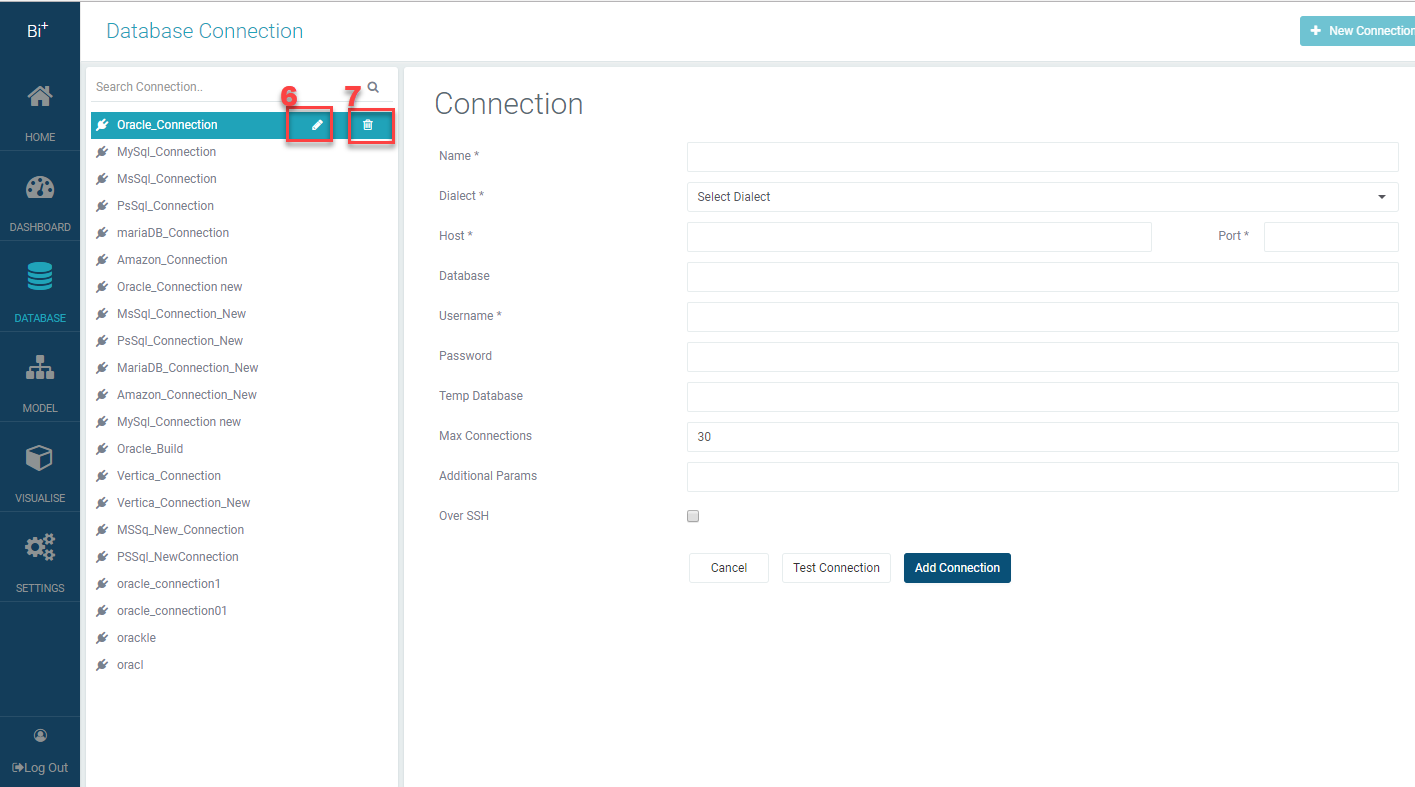 Bi+
Database Connection
New Connection
HOME
DASHBOARD
DATABASE
MODEL
VISUALISE
SETTINGS
Log Out
Search Connection..
6
7
Oracle_Connection
MySql_Connection
MsSql_Connection
PsSql_Connection
mariaDB_Connection
Amazon_Connection
Oracle_Connection new
MsSql_Connection_New
PsSql_Connection_New
MariaDB_Connection_New
Amazon_Connection_New
MySql_Connection new
Oracle_Build
Vertica_Connection
Vertica_Connection_New
MSSq_New_Connection
PSSql_NewConnection
oracle_connection1
oracle_connection01
orackle
oracl
Connection
Name *
Dialect * Select Dialect
Host * Port *
Database
Username *
Password
Temp Database
Max Connections 30
Additional Params
Over SSH
Cancel Test Connection Add Connection